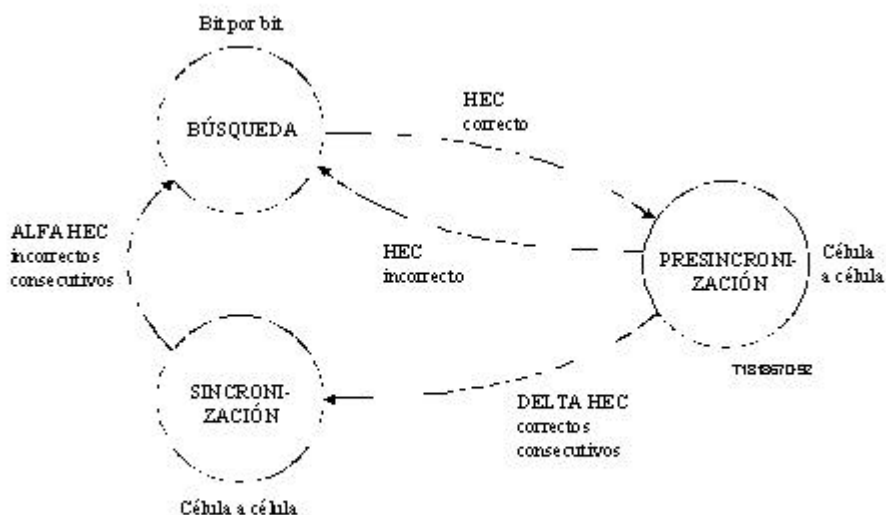 Bit por bit
BÚSQUEDA
HEC
correcto
ALFA HEC
incorrectos
consecutivos
HEC
incorrecto
PRESINCRONI-
ZACIÓN
Célula
a célula
T1818570-92
SINCRONI-
ZACIÓN
DELTA HEC
correctos
consecutivos
Célula a célula